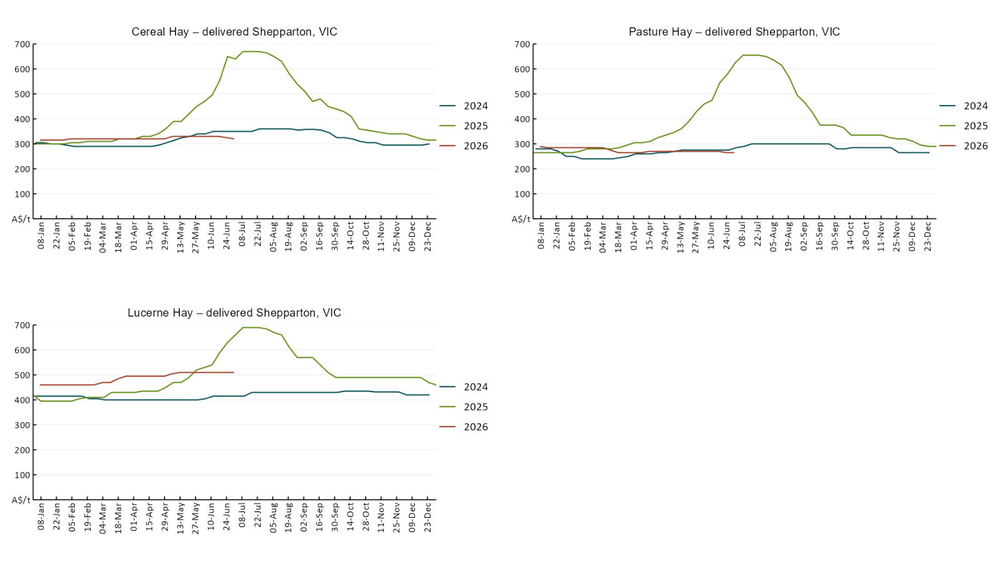 Cereal Hay – delivered Shepparton, VIC
700
600
500
400
300
200
100
A$/t
08-Jan
22-Jan
05-Feb
19-Feb
04-Mar
18-Mar
01-Apr
15-Apr
29-Apr
13-May
27-May
10-Jun
24-Jun
08-Jul
22-Jul
05-Aug
19-Aug
02-Sep
16-Sep
30-Sep
14-Oct
28-Oct
11-Nov
25-Nov
09-Dec
23-Dec
2024
2025
2026
Pasture Hay – delivered Shepparton, VIC
700
600
500
400
300
200
100
A$/t
08-Jan
22-Jan
05-Feb
19-Feb
04-Mar
18-Mar
01-Apr
15-Apr
29-Apr
13-May
27-May
10-Jun
24-Jun
08-Jul
22-Jul
05-Aug
19-Aug
02-Sep
16-Sep
30-Sep
14-Oct
28-Oct
11-Nov
25-Nov
09-Dec
23-Dec
2024
2025
2026
Lucerne Hay – delivered Shepparton, VIC
700
600
500
400
300
200
100
A$/t
08-Jan
22-Jan
05-Feb
19-Feb
04-Mar
18-Mar
01-Apr
15-Apr
29-Apr
13-May
27-May
10-Jun
24-Jun
08-Jul
22-Jul
05-Aug
19-Aug
02-Sep
16-Sep
30-Sep
14-Oct
28-Oct
11-Nov
25-Nov
09-Dec
23-Dec
2024
2025
2026